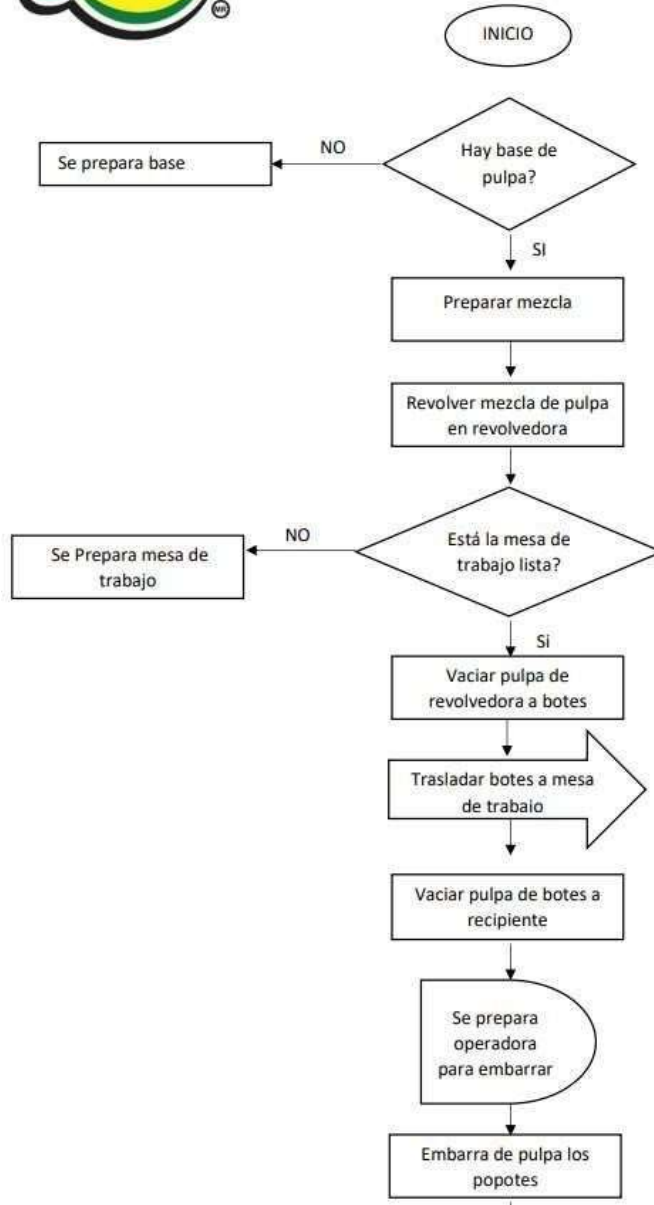 MR
INICIO
Hay base de
pulpa?
NO
Se prepara base
SI
Preparar mezcla
Revolver mezcla de pulpa
en revolvedora
Está la mesa de
trabajo lista?
NO
Se Prepara mesa de
trabajo
Si
Vaciar pulpa de
revolvedora a botes
Trasladar botes a mesa
de trabajo
Vaciar pulpa de botes a
recipiente
Se prepara
operadora
para embarrar
Embarra de pulpa los
popotes